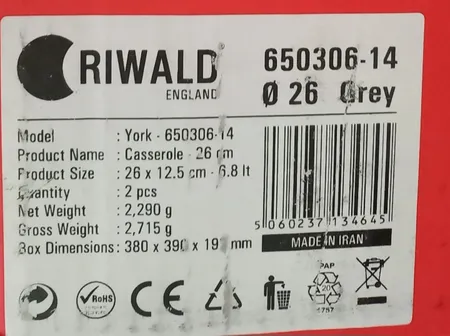 RIWALD
ENGLAND
650306-14
Ø 26 Grey
Model : York - 650306-14
Product Name : Casserole - 26 cm
Product Size : 26 x 12.5 cm - 6.8 lt
Quantity : 2 pcs
Net Weight : 2,290 g
Gross Weight : 2,715 g
Box Dimensions : 380 x 390 x 19 mm
5 060237 134645
MADE IN IRAN
RoHS
CE
PAP
20